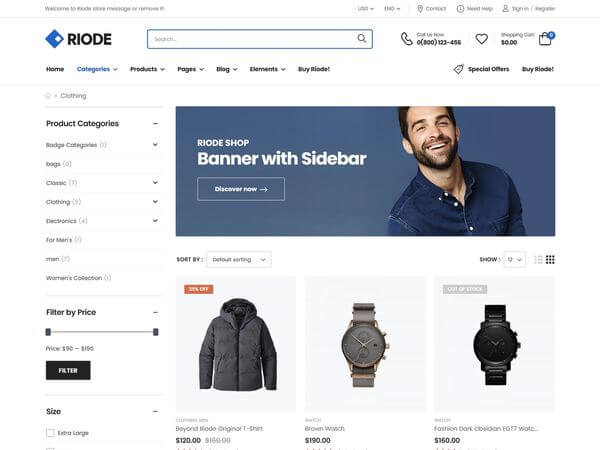 Welcome to Riode store message or remove it!
USD
ENG
Contact
Need Help
Sign in / Register
RIODE
Search...
Call Us Now:
0(800) 123-456
Shopping Cart:
$0.00
0
Home
Categories
Products
Pages
Blog
Elements
Buy Riode!
Special Offers
Buy Riode!
Clothing
Product Categories
Badge Categories (1)
bags
Classic (7)
Clothing (5)
Electronics (4)
For Men's (1)
men (7)
Women's Collection (1)
Filter by Price
Price: $90 — $190
FILTER
Size
Extra Large
RIODE SHOP
Banner with Sidebar
Discover now
SORT BY :
Default sorting
SHOW :
12
25% OFF
CLOTHING, MEN
Beyond Riode Original T-Shirt
$120.00 $160.00
WATCH
Brown Watch
$190.00
OUT OF STOCK
WATCH
Fashion Dark Obsidian EGT7 Watc...
$160.00